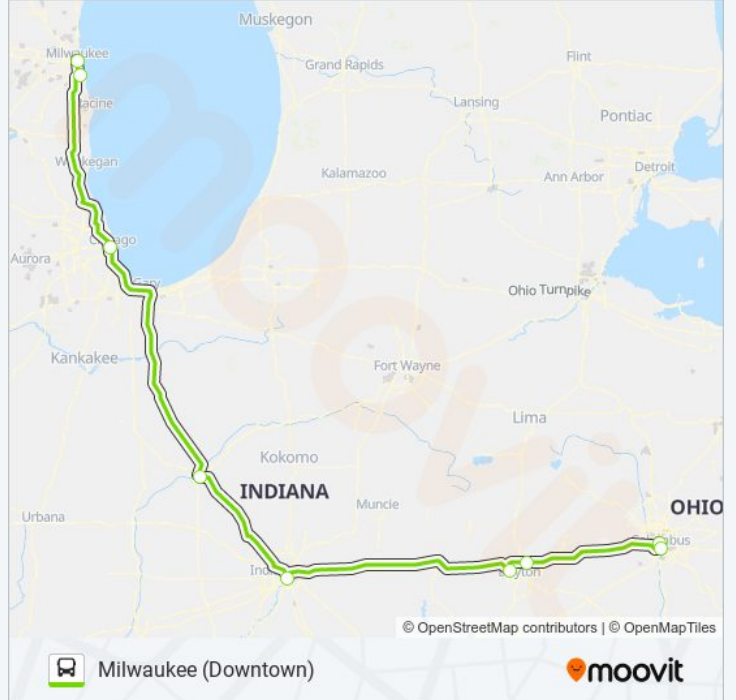 Muskegon
Milwaukee
Grand Rapids
Flint
Lansing
Racine
Pontiac
Waukegan
Detroit
Kalamazoo
Ann Arbor
Chicago
Aurora
Gary
Ohio Turnpike
Kankakee
Fort Wayne
Lima
Kokomo
INDIANA
Muncie
OHIO
Urbana
Columbus
Dayton
moovit
© OpenStreetMap contributors | © OpenMapTiles
Milwaukee (Downtown)
moovit